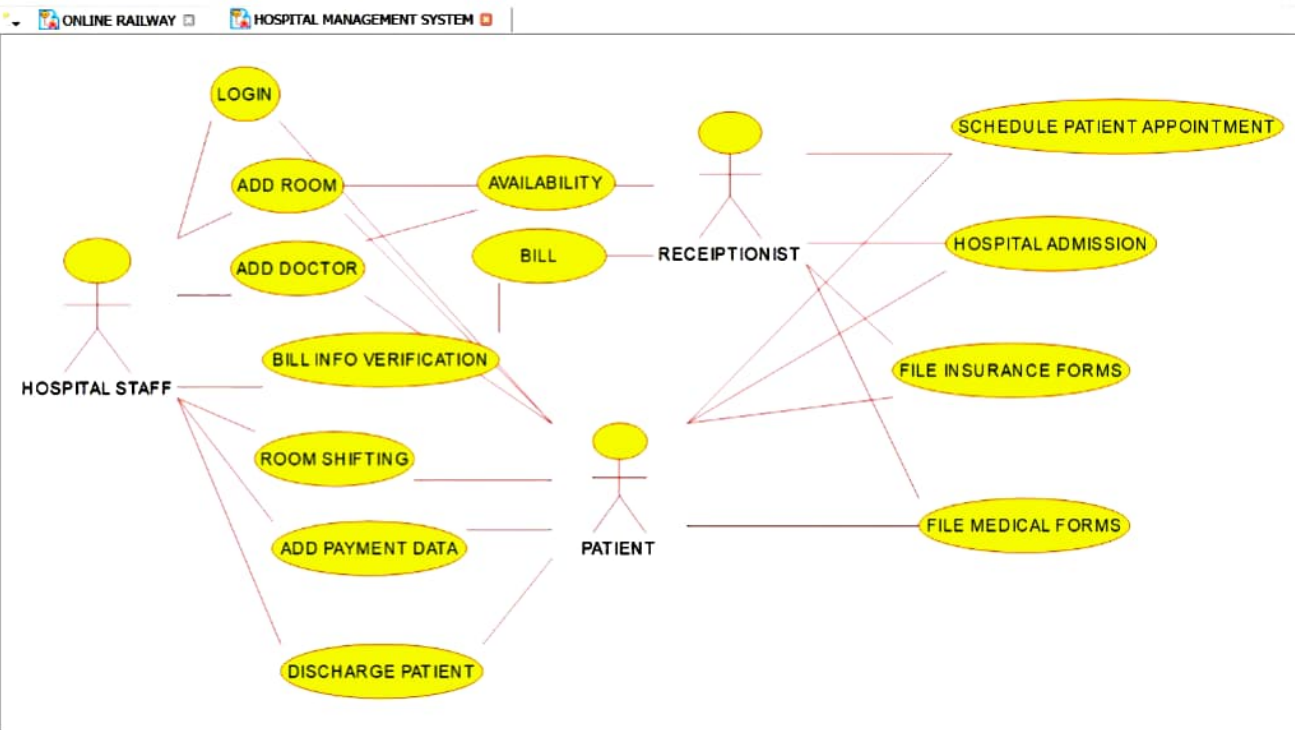 ONLINE RAILWAY
HOSPITAL MANAGEMENT SYSTEM
LOGIN
SCHEDULE PATIENT APPOINTMENT
ADD ROOM
AVAILABILITY
HOSPITAL ADMISSION
RECEIPTIONIST
BILL
ADD DOCTOR
BILL INFO VERIFICATION
FILE INSURANCE FORMS
HOSPITAL STAFF
ROOM SHIFTING
FILE MEDICAL FORMS
ADD PAYMENT DATA
PATIENT
DISCHARGE PATIENT